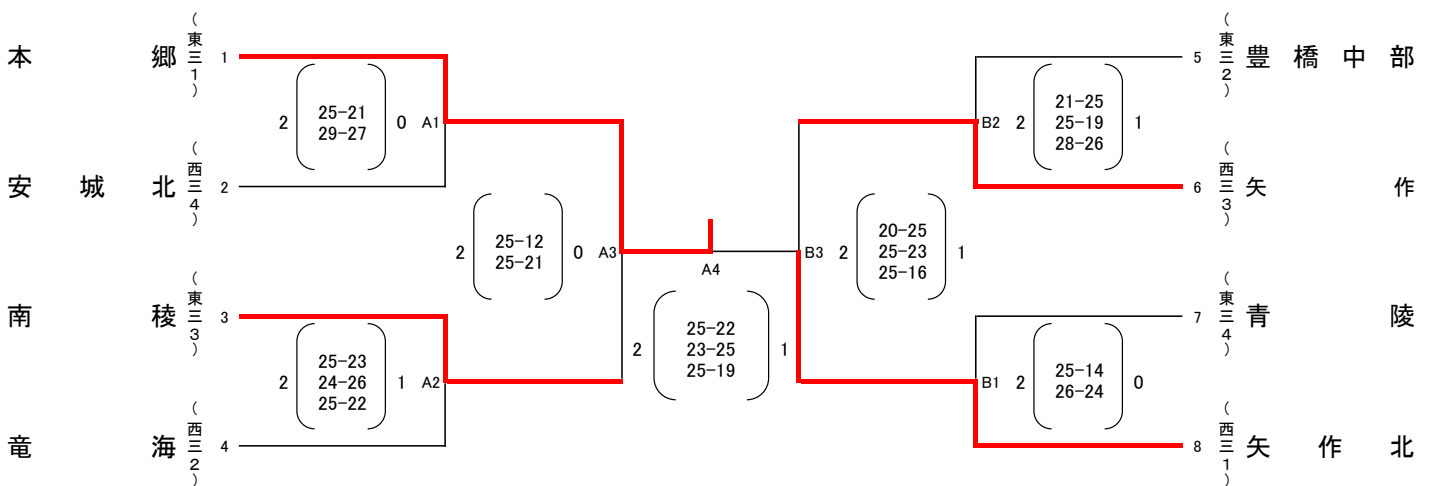 本郷 (東三1) 1
2 25-21 0 A1
29-27
安城北 (西三4) 2
2 25-12 0 A3
25-21
南稜 (東三3) 3
2 25-23 1 A2
24-26
25-22
竜海 (西三2) 4
A4
2 25-22 1
23-25
25-19
5 (東三2) 豊橋中部
B2 2 21-25 1
25-19
28-26
6 (西三3) 矢作
B3 2 20-25 1
25-23
25-16
7 (東三4) 青陵
B1 2 25-14 0
26-24
8 (西三1) 矢作北